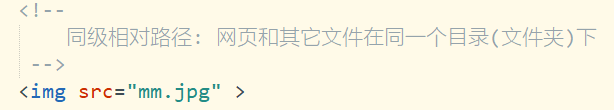 <!--
同级相对路径: 网页和其它文件在同一个目录(文件夹)下
-->
<img src="mm.jpg" >